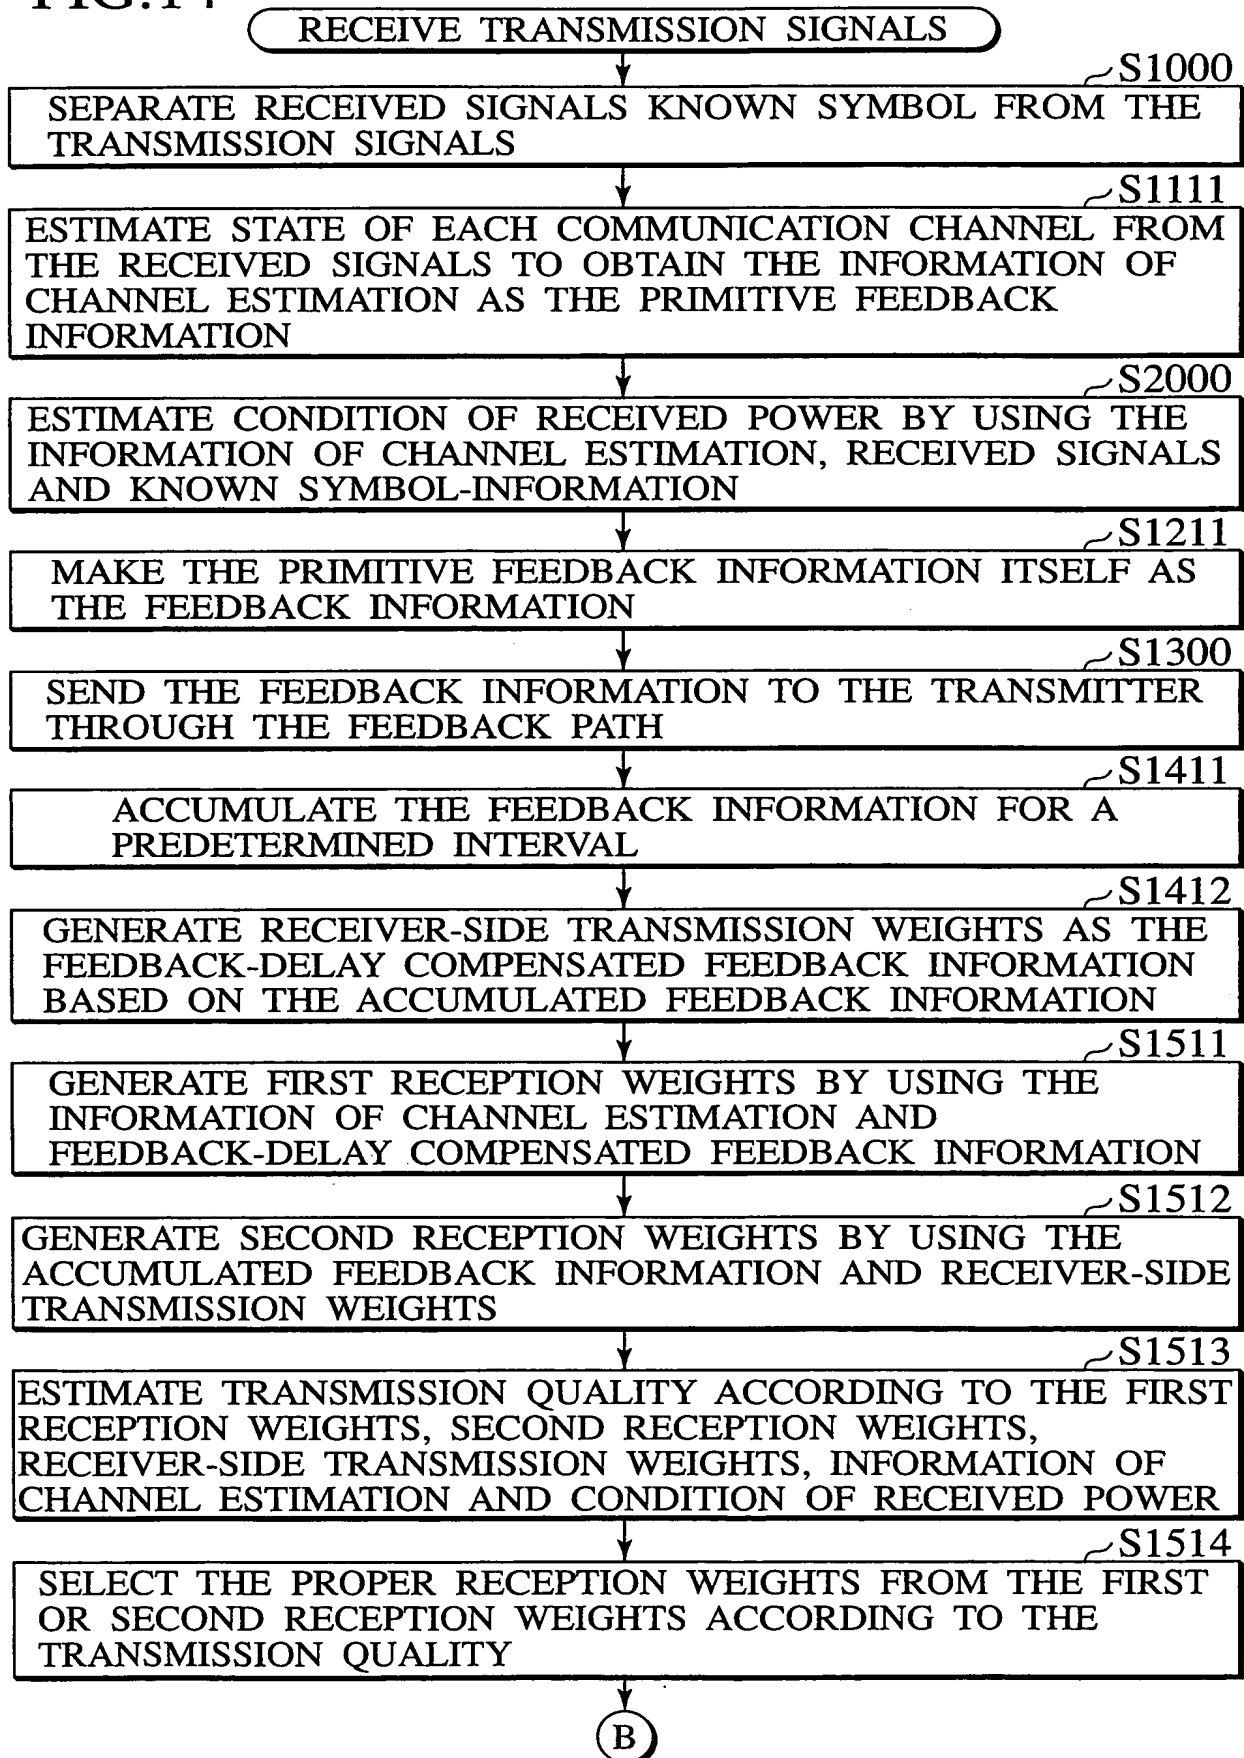 FIG.14
RECEIVE TRANSMISSION SIGNALS
S1000
SEPARATE RECEIVED SIGNALS KNOWN SYMBOL FROM THE
TRANSMISSION SIGNALS
S1111
ESTIMATE STATE OF EACH COMMUNICATION CHANNEL FROM
THE RECEIVED SIGNALS TO OBTAIN THE INFORMATION OF
CHANNEL ESTIMATION AS THE PRIMITIVE FEEDBACK
INFORMATION
S2000
ESTIMATE CONDITION OF RECEIVED POWER BY USING THE
INFORMATION OF CHANNEL ESTIMATION, RECEIVED SIGNALS
AND KNOWN SYMBOL-INFORMATION
S1211
MAKE THE PRIMITIVE FEEDBACK INFORMATION ITSELF AS
THE FEEDBACK INFORMATION
S1300
SEND THE FEEDBACK INFORMATION TO THE TRANSMITTER
THROUGH THE FEEDBACK PATH
S1411
ACCUMULATE THE FEEDBACK INFORMATION FOR A
PREDETERMINED INTERVAL
S1412
GENERATE RECEIVER-SIDE TRANSMISSION WEIGHTS AS THE
FEEDBACK-DELAY COMPENSATED FEEDBACK INFORMATION
BASED ON THE ACCUMULATED FEEDBACK INFORMATION
S1511
GENERATE FIRST RECEPTION WEIGHTS BY USING THE
INFORMATION OF CHANNEL ESTIMATION AND
FEEDBACK-DELAY COMPENSATED FEEDBACK INFORMATION
S1512
GENERATE SECOND RECEPTION WEIGHTS BY USING THE
ACCUMULATED FEEDBACK INFORMATION AND RECEIVER-SIDE
TRANSMISSION WEIGHTS
S1513
ESTIMATE TRANSMISSION QUALITY ACCORDING TO THE FIRST
RECEPTION WEIGHTS, SECOND RECEPTION WEIGHTS,
RECEIVER-SIDE TRANSMISSION WEIGHTS, INFORMATION OF
CHANNEL ESTIMATION AND CONDITION OF RECEIVED POWER
S1514
SELECT THE PROPER RECEPTION WEIGHTS FROM THE FIRST
OR SECOND RECEPTION WEIGHTS ACCORDING TO THE
TRANSMISSION QUALITY
B